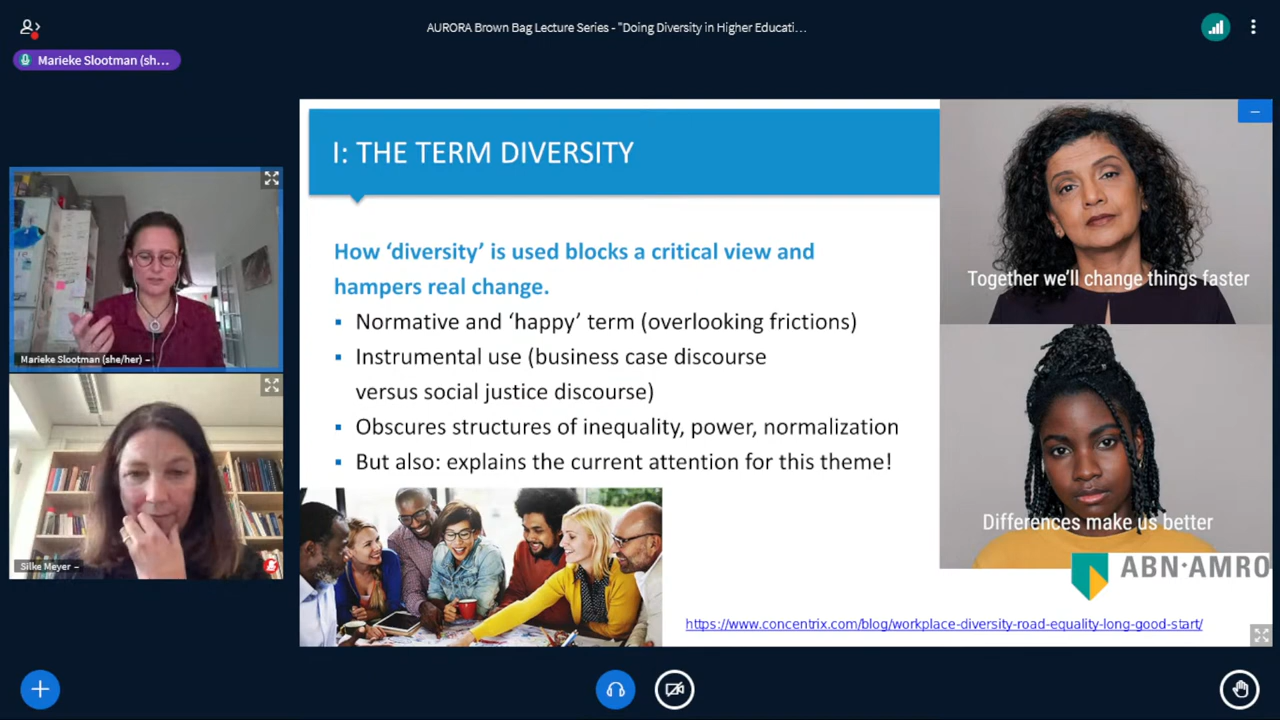 AURORA Brown Bag Lecture Series - "Doing Diversity in Higher Educati…
Marieke Slootman (sh…
Marieke Slootman (she/her) –
Silke Meyer –
I: THE TERM DIVERSITY
How ‘diversity’ is used blocks a critical view and
hampers real change.
▪ Normative and ‘happy’ term (overlooking frictions)
▪ Instrumental use (business case discourse
versus social justice discourse)
▪ Obscures structures of inequality, power, normalization
▪ But also: explains the current attention for this theme!
Together we’ll change things faster
Differences make us better
ABN·AMRO
https://www.concentrix.com/blog/workplace-diversity-road-equality-long-good-start/